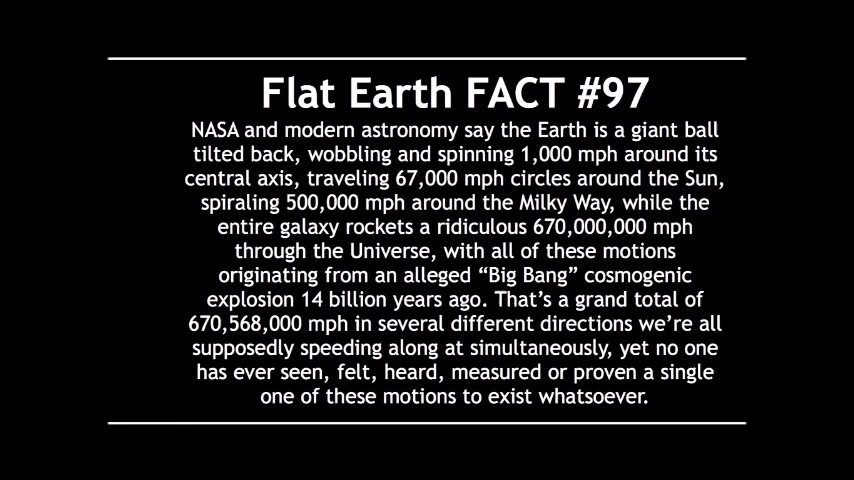 Flat Earth FACT #97
NASA and modern astronomy say the Earth is a giant ball
tilted back, wobbling and spinning 1,000 mph around its
central axis, traveling 67,000 mph circles around the Sun,
spiraling 500,000 mph around the Milky Way, while the
entire galaxy rockets a ridiculous 670,000,000 mph
through the Universe, with all of these motions
originating from an alleged “Big Bang” cosmogenic
explosion 14 billion years ago. That’s a grand total of
670,568,000 mph in several different directions we’re all
supposedly speeding along at simultaneously, yet no one
has ever seen, felt, heard, measured or proven a single
one of these motions to exist whatsoever.